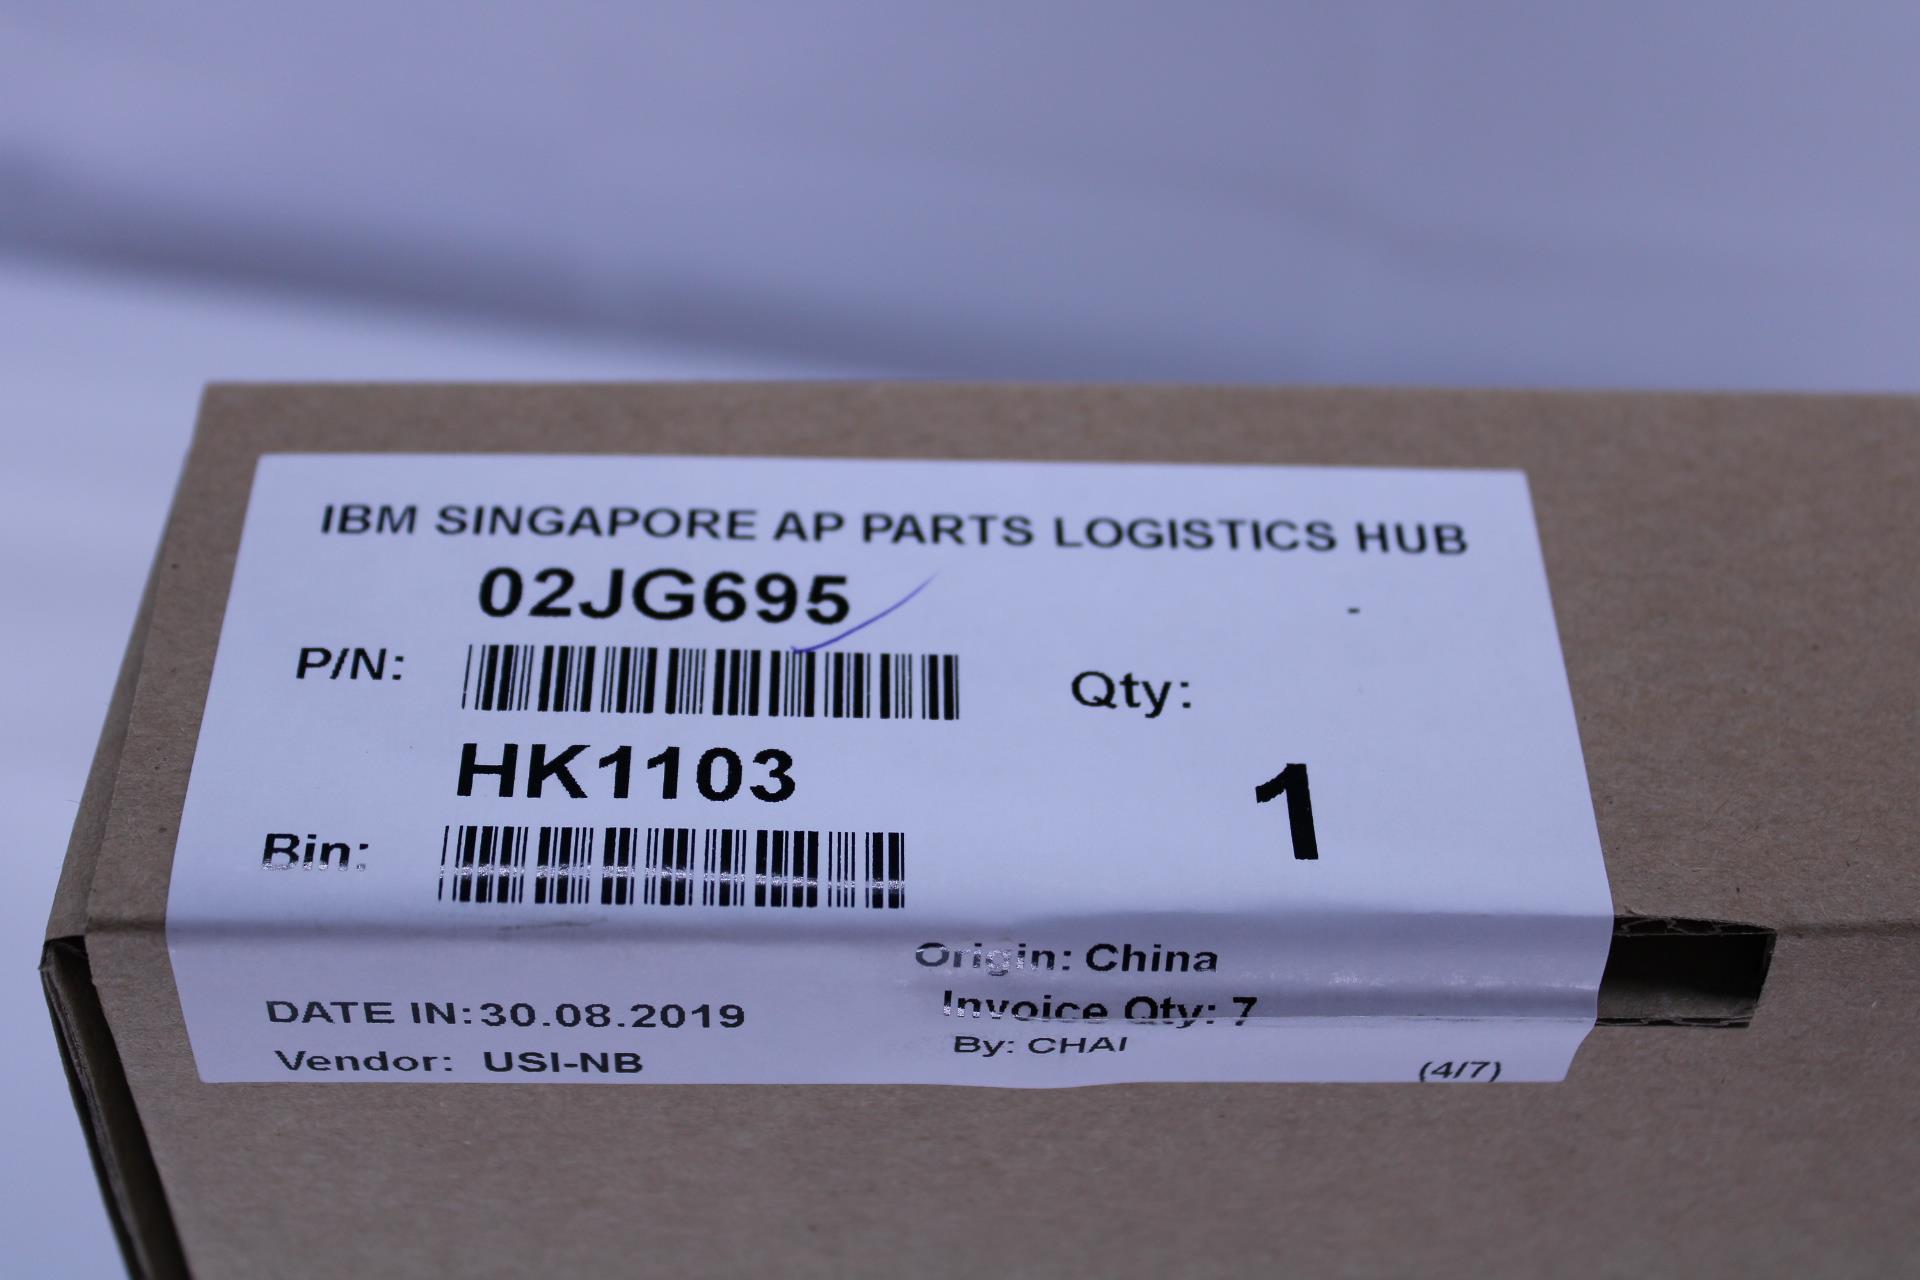 IBM SINGAPORE AP PARTS LOGISTICS HUB
02JG695
P/N:
Qty:
HK1103
1
Bin:
Origin: China
DATE IN: 30.08.2019
Invoice Qty: 7
Vendor: USI-NB
By: CHAI
(4/7)